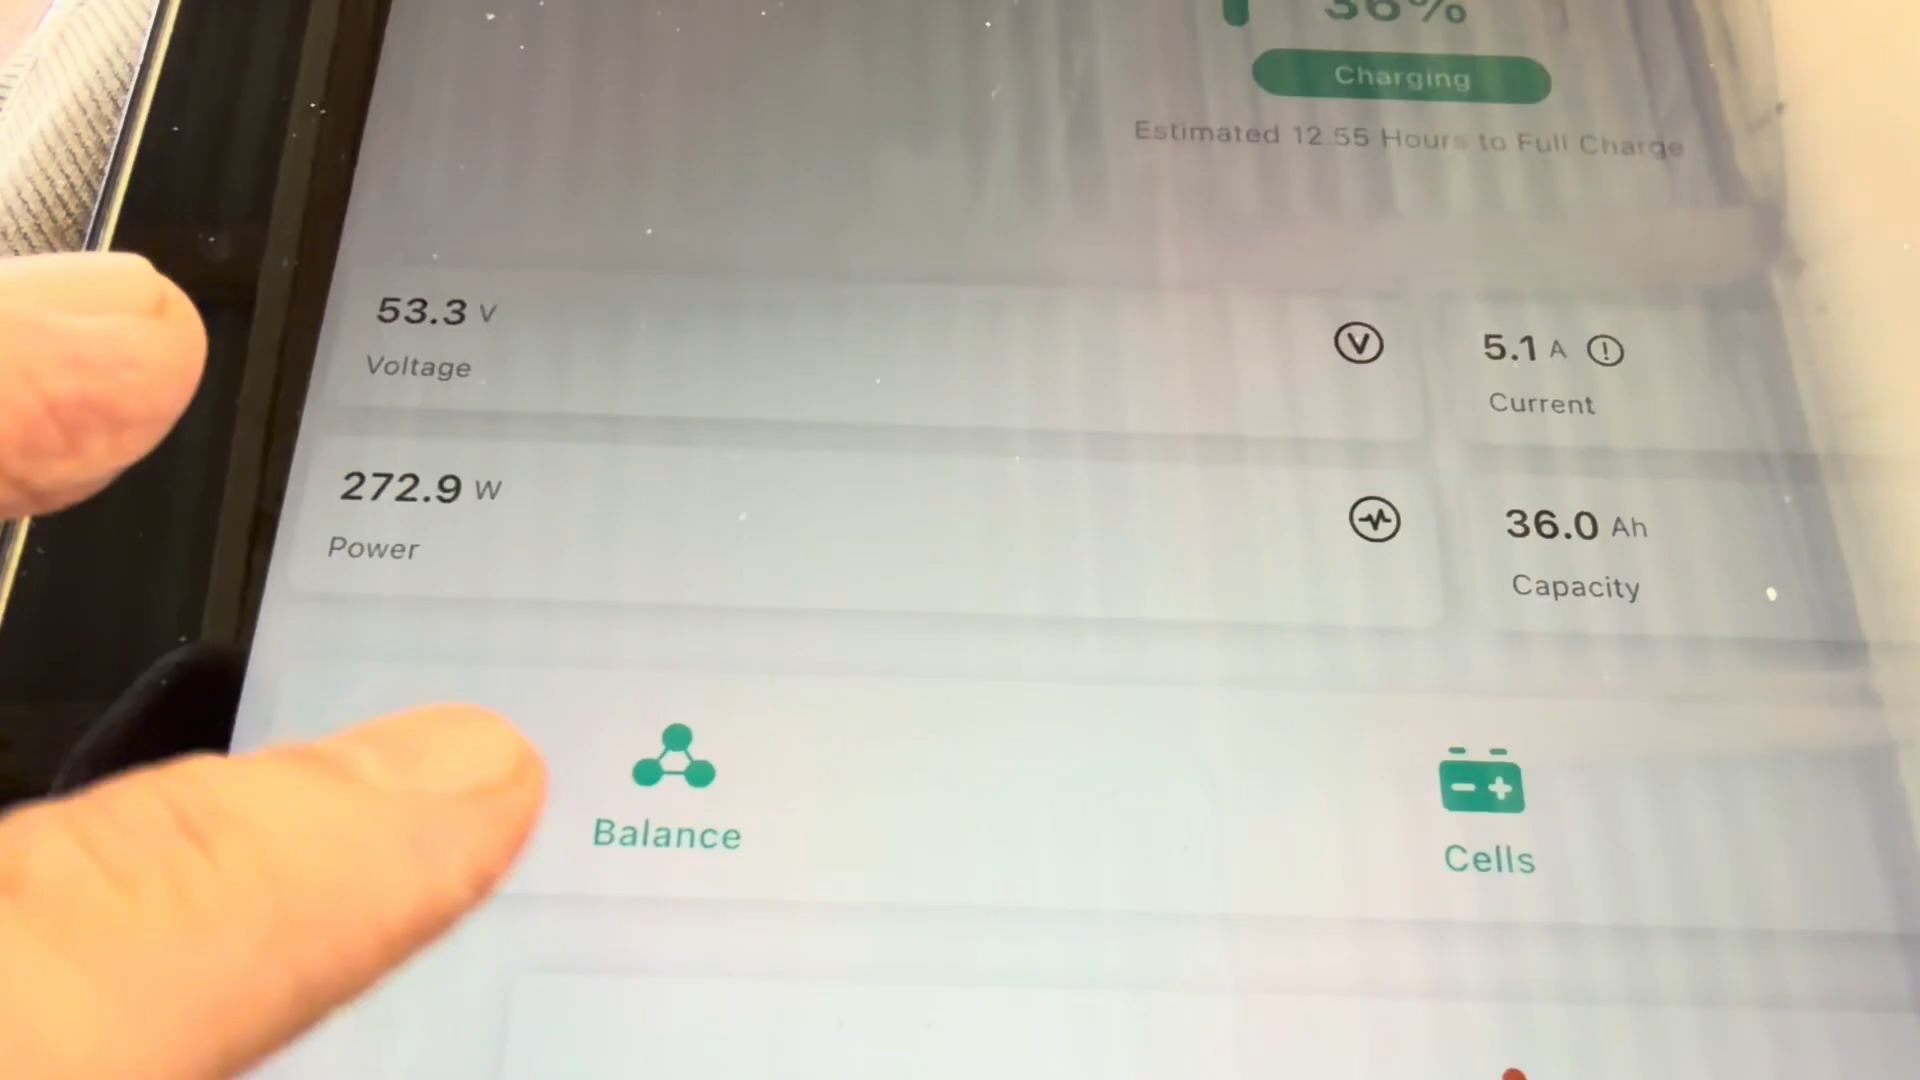 36%
Charging
Estimated 12.55 Hours to Full Charge
53.3 V
Voltage
5.1 A
Current
272.9 W
Power
36.0 Ah
Capacity
Balance
Cells